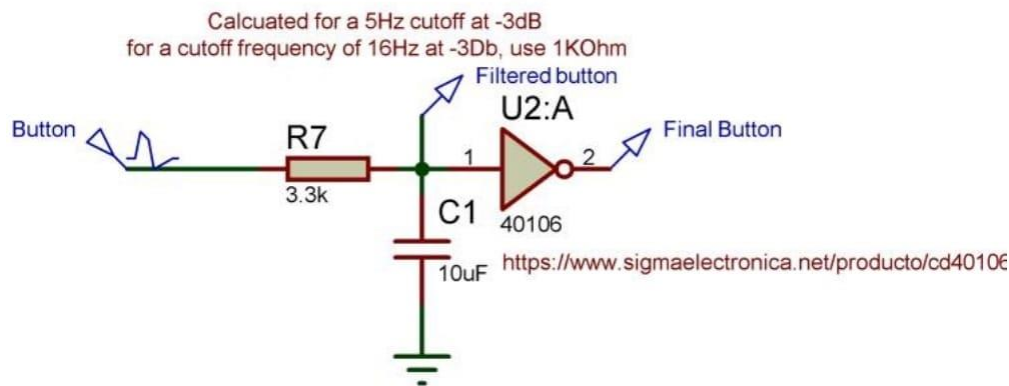 Calcuated for a 5Hz cutoff at -3dB
for a cutoff frequency of 16Hz at -3Db, use 1KOhm
Filtered button
U2:A
Button
Final Button
R7
1
2
3.3k
C1
40106
10uF
https://www.sigmaelectronica.net/producto/cd40106